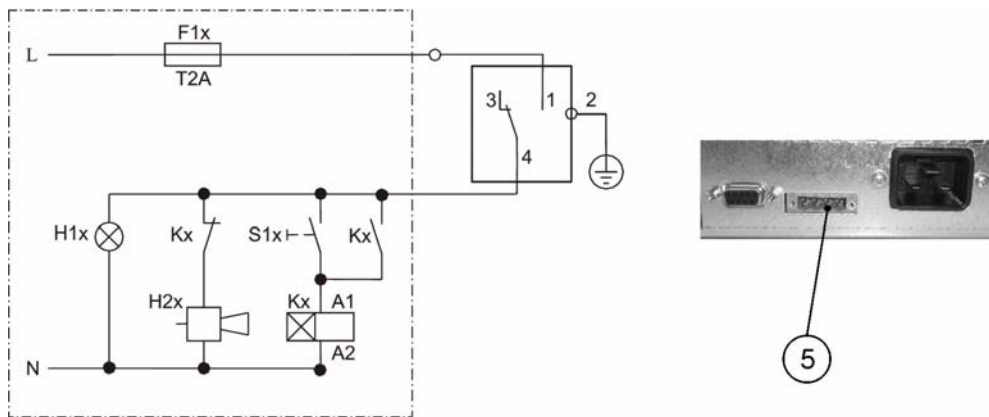 F1x
L
T2A
3 1 2
4
H1x Kx S1x Kx
H2x Kx A1
A2
N
5